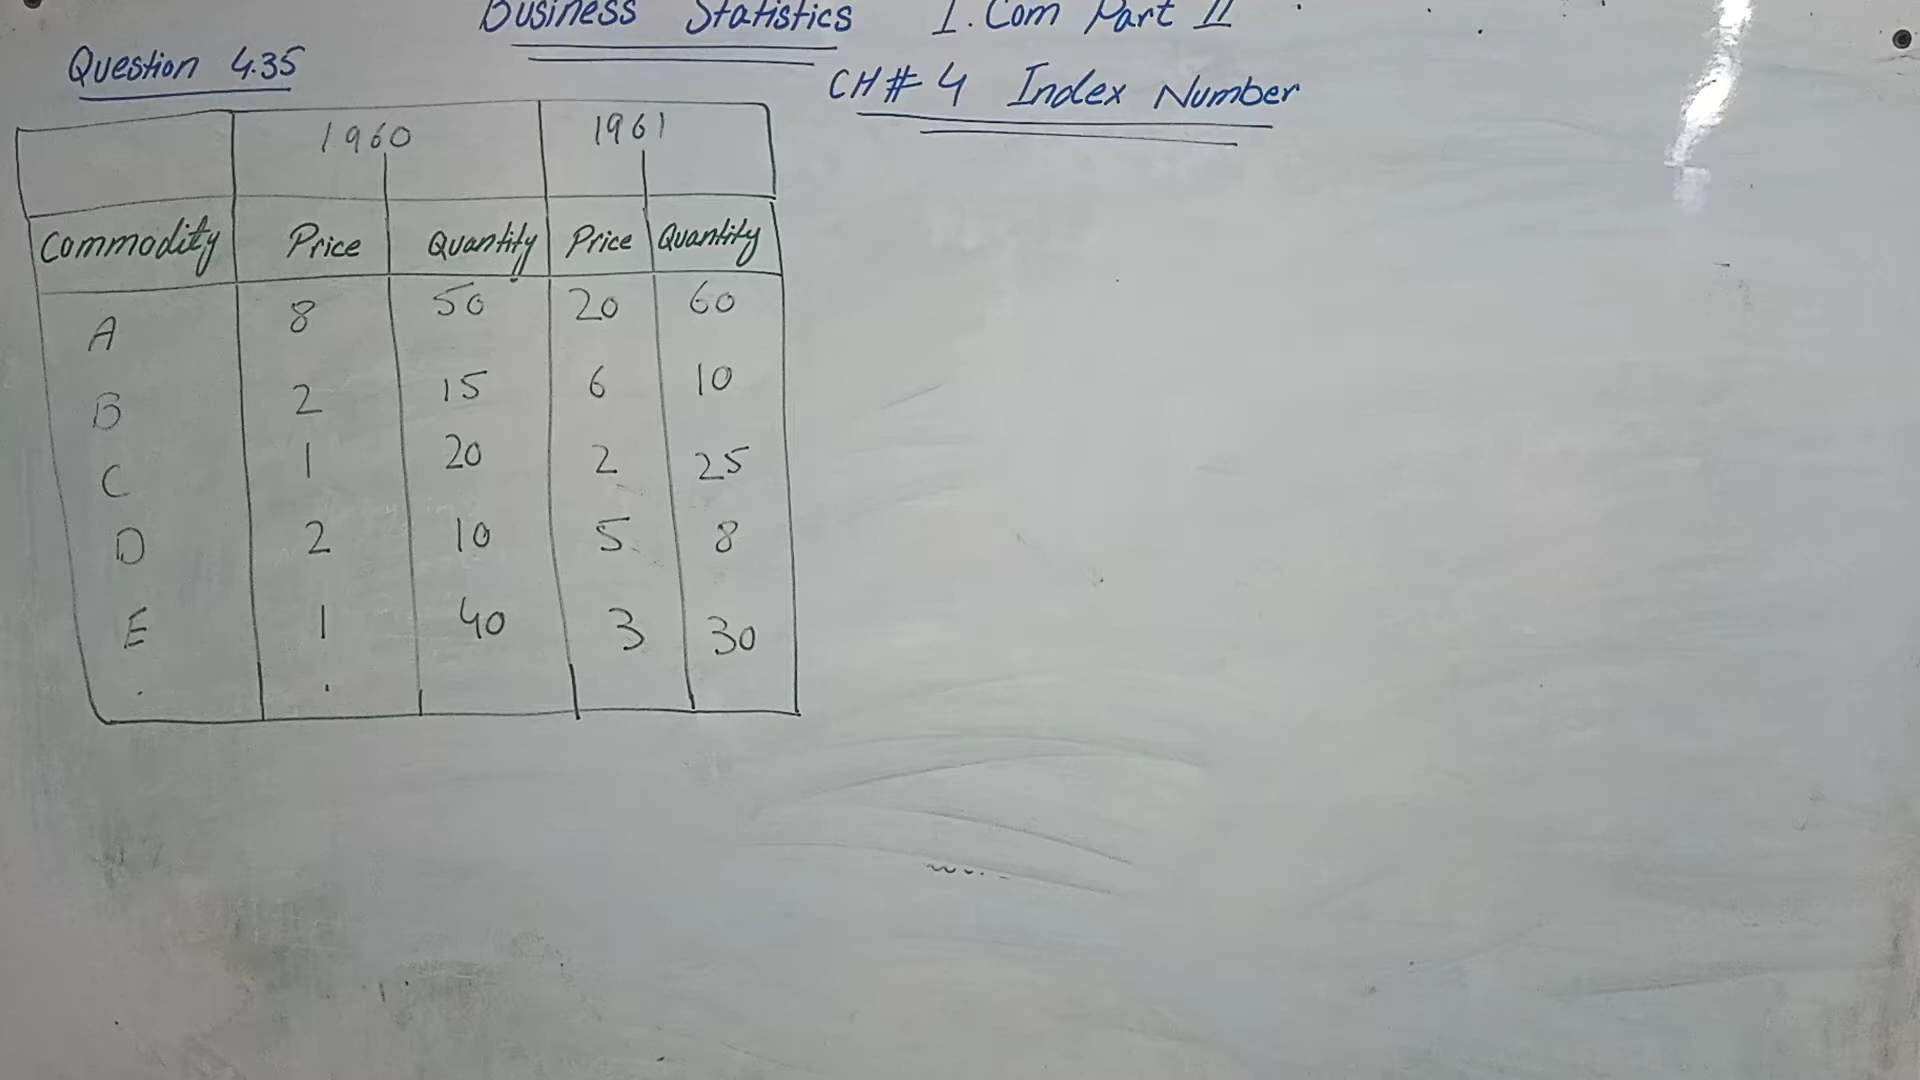 Business Statistics I. Com Part II
Question 4.35
CH# 4 Index Number
1960 1961
Commodity Price Quantity Price Quantity
A 8 50 20 60
B 2 15 6 10
C 1 20 2 25
D 2 10 5 8
E 1 40 3 30